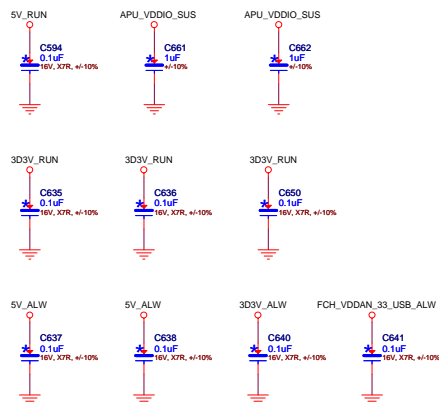 5V_RUN APU_VDDIO_SUS APU_VDDIO_SUS
C594 C661 C662
0.1uF 1uF 1uF
16V, X7R, +/-10% +/-10% +/-10%
3D3V_RUN 3D3V_RUN 3D3V_RUN
C635 C636 C650
0.1uF 0.1uF 0.1uF
16V, X7R, +/-10% 16V, X7R, +/-10% 16V, X7R, +/-10%
5V_ALW 5V_ALW 3D3V_ALW FCH_VDDAN_33_USB_ALW
C637 C638 C640 C641
0.1uF 0.1uF 0.1uF 0.1uF
16V, X7R, +/-10% 16V, X7R, +/-10% 16V, X7R, +/-10% 16V, X7R, +/-10%